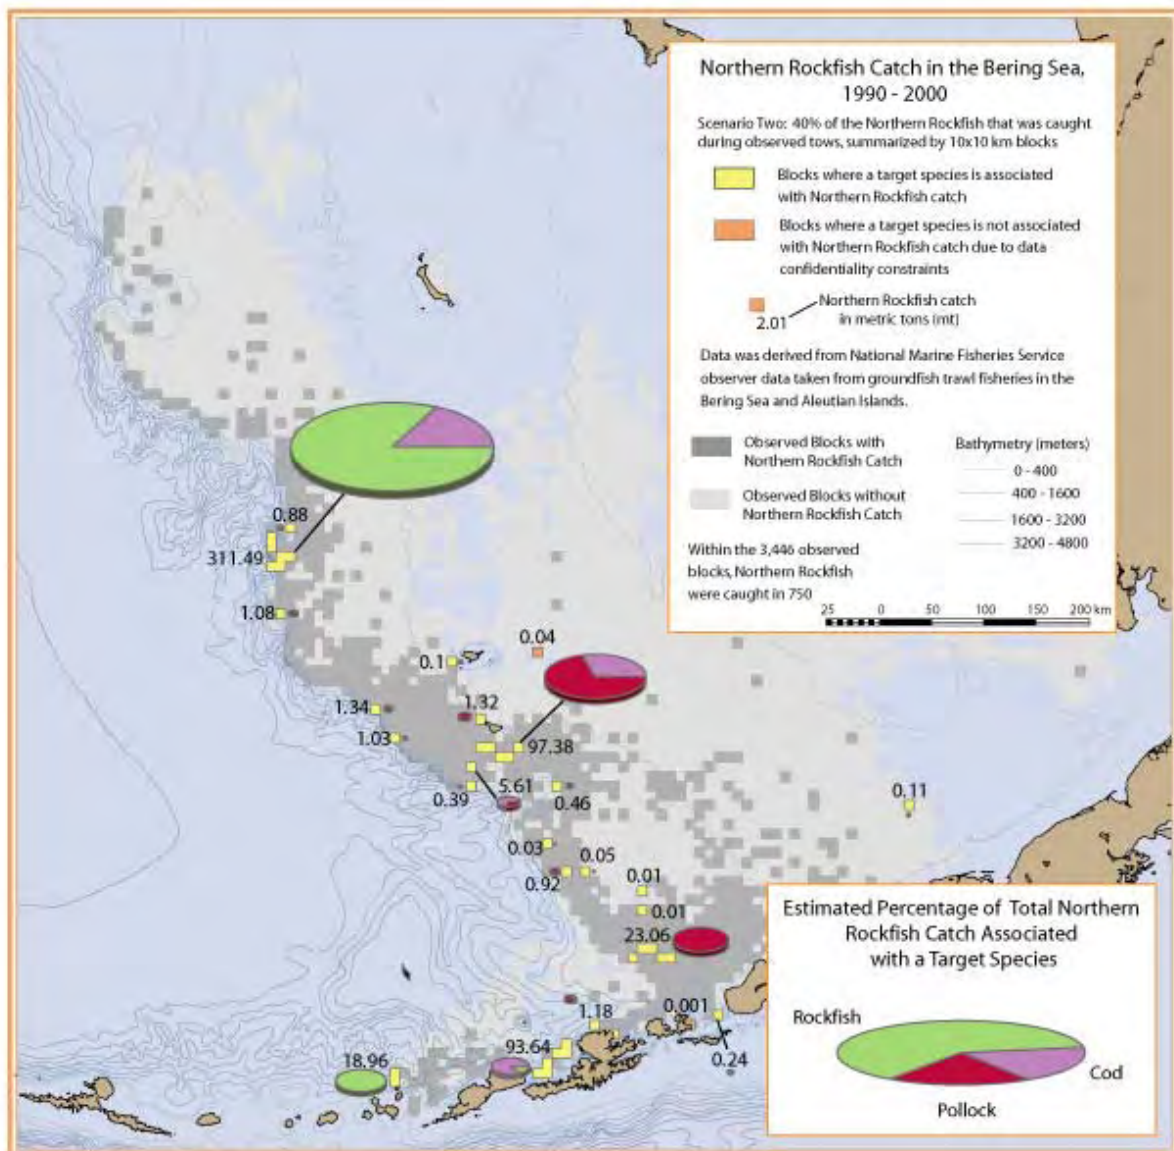 Northern Rockfish Catch in the Bering Sea,
1990 - 2000
Scenario Two: 40% of the Northern Rockfish that was caught
during observed tows, summarized by 10x10 km blocks
Blocks where a target species is associated
with Northern Rockfish catch
Blocks where a target species is not associated
with Northern Rockfish catch due to data
confidentiality constraints
Northern Rockfish catch
2.01 in metric tons (mt)
Data was derived from National Marine Fisheries Service
observer data taken from groundfish trawl fisheries in the
Bering Sea and Aleutian Islands.
Observed Blocks with
Northern Rockfish Catch
Observed Blocks without
Northern Rockfish Catch
Bathymetry (meters)
0 - 400
400 - 1600
1600 - 3200
3200 - 4800
Within the 3,446 observed
blocks, Northern Rockfish
were caught in 750
25 0 50 100 150 200 km
0.88
311.49
1.08
0.04
0.1
1.34
1.32
1.03
97.38
0.39
5.61
0.46
0.11
0.03
0.05
0.92
0.01
0.01
23.06
1.18
0.001
93.64
0.24
18.96
Estimated Percentage of Total Northern
Rockfish Catch Associated
with a Target Species
Rockfish
Cod
Pollock